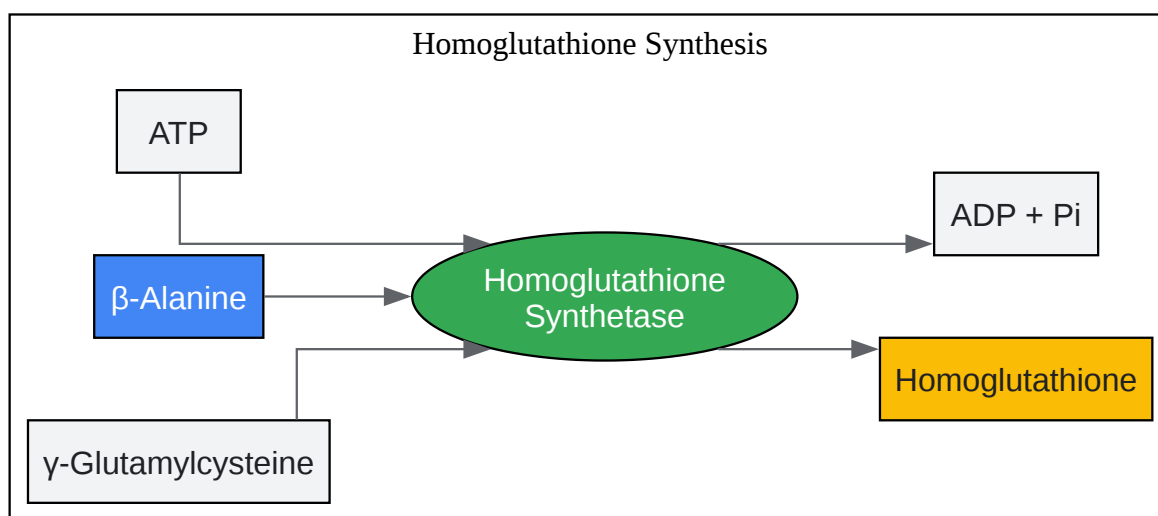 Homoglutathione Synthesis
ATP
ADP + Pi
β-Alanine
Homoglutathione
Synthetase
Homoglutathione
γ-Glutamylcysteine